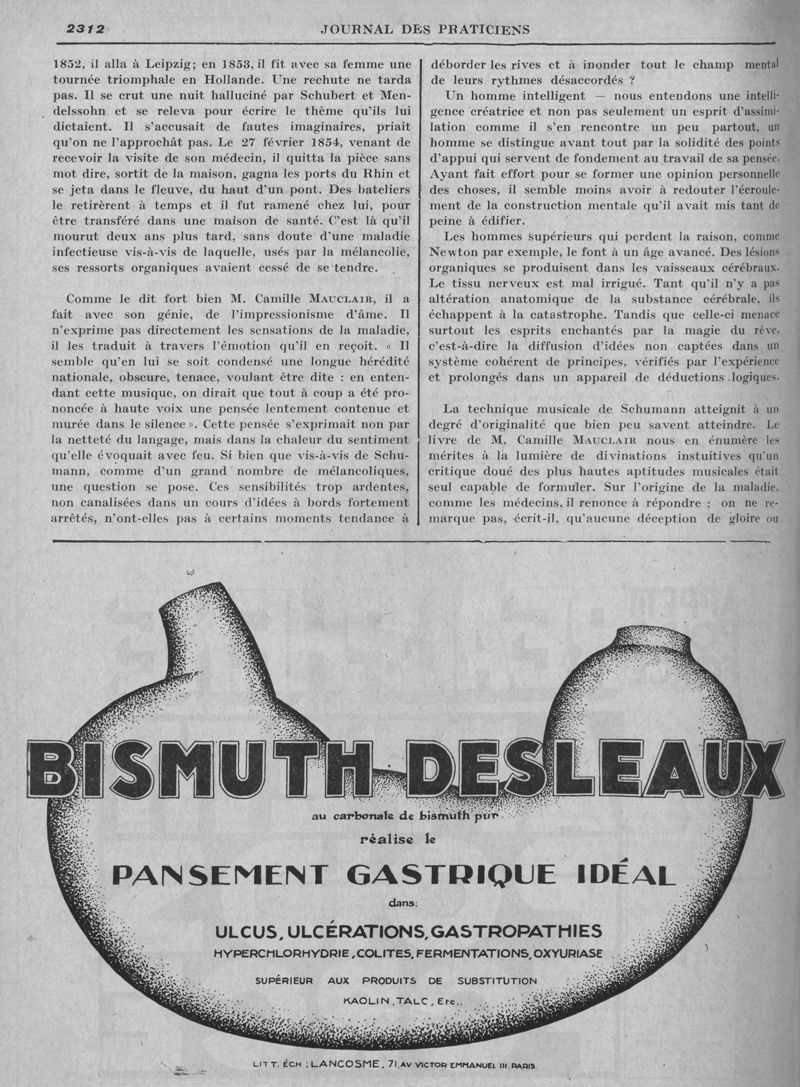 2312
JOURNAL DES PRATICIENS
1852, il alla à Leipzig; en 1853, il fit avec sa femme une
tournée triomphale en Hollande. Une rechute ne tarda
pas. Il se crut une nuit halluciné par Schubert et Men-
delssohn et se releva pour écrire le thème qu'ils lui
dictaient. Il s'accusait de fautes imaginaires, priait
qu'on ne l'approchât pas. Le 27 février 1854, venant de
recevoir la visite de son médecin, il quitta la pièce sans
mot dire, sortit de la maison, gagna les ports du Rhin et
se jeta dans le fleuve, du haut d'un pont. Des bateliers
le retirèrent à temps et il fut ramené chez lui, pour
être transféré dans une maison de santé. C'est là qu'il
mourut deux ans plus tard, sans doute d'une maladie
infectieuse vis-à-vis de laquelle, usés par la mélancolie,
ses ressorts organiques avaient cessé de se tendre.
Comme le dit fort bien M. Camille MAUCLAIR, il a
fait avec son génie, de l'impressionisme d'âme. Il
n'exprime pas directement les sensations de la maladie,
il les traduit à travers l'émotion qu'il en reçoit. « Il
semble qu'en lui se soit condensé une longue hérédité
nationale, obscure, tenace, voulant être dite : en enten-
dant cette musique, on dirait que tout à coup a été pro-
noncée à haute voix une pensée lentement contenue et
murée dans le silence ». Cette pensée s'exprimait non par
la netteté du langage, mais dans la chaleur du sentiment
qu'elle évoquait avec feu. Si bien que vis-à-vis de Schu-
mann, comme d'un grand nombre de mélancoliques,
une question se pose. Ces sensibilités trop ardentes,
non canalisées dans un cours d'idées à bords fortement
arrêtés, n'ont-elles pas à certains moments tendance à
déborder les rives et à inonder tout le champ mental
de leurs rythmes désaccordés ?
Un homme intelligent — nous entendons une intelli-
gence créatrice et non pas seulement un esprit d'assimi-
lation comme il s'en rencontre un peu partout, un
homme se distingue avant tout par la solidité des points
d'appui qui servent de fondement au travail de sa pensée.
Ayant fait effort pour se former une opinion personnelle
des choses, il semble moins avoir à redouter l'écroule-
ment de la construction mentale qu'il avait mis tant de
peine à édifier.
Les hommes supérieurs qui perdent la raison, comme
Newton par exemple, le font à un âge avancé. Des lésions
organiques se produisent dans les vaisseaux cérébraux.
Le tissu nerveux est mal irrigué. Tant qu'il n'y a pas
altération anatomique de la substance cérébrale, ils
échappent à la catastrophe. Tandis que celle-ci menace
surtout les esprits enchantés par la magie du rêve,
c'est-à-dire la diffusion d'idées non captées dans un
système cohérent de principes, vérifiés par l'expérience
et prolongés dans un appareil de déductions logiques.
La technique musicale de Schumann atteignit à un
degré d'originalité que bien peu savent atteindre. Le
livre de M. Camille MAUCLAIR nous en énumère les
mérites à la lumière de divinations instuitives qu'un
critique doué des plus hautes aptitudes musicales était
seul capable de formuler. Sur l'origine de la maladie,
comme les médecins, il renonce à répondre ; on ne re-
marque pas, écrit-il, qu'aucune déception de gloire ou
BISMUTH DESLEAUX
au carbonate de bismuth pur
réalise le
PANSEMENT GASTRIQUE IDÉAL
dans:
ULCUS, ULCÉRATIONS, GASTROPATHIES
HYPERCHLORHYDRIE, COLITES, FERMENTATIONS, OXYURIASE
SUPÉRIEUR AUX PRODUITS DE SUBSTITUTION
KAOLIN, TALC, Etc..
LITT. ÉCH : LANCOSME, 71, AV VICTOR EMMANUEL III. PARIS